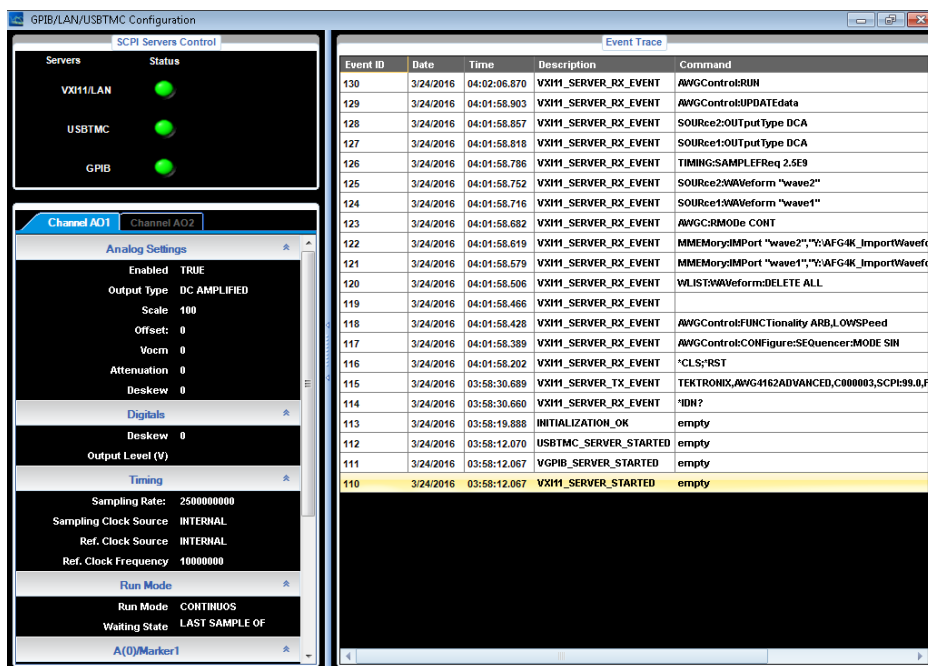 GPIB/LAN/USBTMC Configuration
SCPI Servers Control
Servers Status
VXI11/LAN
USBTMC
GPIB
Channel AO1 Channel AO2
Analog Settings
Enabled TRUE
Output Type DC AMPLIFIED
Scale 100
Offset: 0
Vocm 0
Attenuation 0
Deskew 0
Digitals
Deskew 0
Output Level (V)
Timing
Sampling Rate: 2500000000
Sampling Clock Source INTERNAL
Ref. Clock Source INTERNAL
Ref. Clock Frequency 10000000
Run Mode
Run Mode CONTINUOS
Waiting State LAST SAMPLE OF
A(0)/Marker1
Event Trace
Event ID Date Time Description Command
130 3/24/2016 04:02:06.870 VXI11_SERVER_RX_EVENT AWGControl:RUN
129 3/24/2016 04:01:58.903 VXI11_SERVER_RX_EVENT AWGControl:UPDATEdata
128 3/24/2016 04:01:58.857 VXI11_SERVER_RX_EVENT SOURce2:OUTputType DCA
127 3/24/2016 04:01:58.818 VXI11_SERVER_RX_EVENT SOURce1:OUTputType DCA
126 3/24/2016 04:01:58.786 VXI11_SERVER_RX_EVENT TIMING:SAMPLEFReq 2.5E9
125 3/24/2016 04:01:58.752 VXI11_SERVER_RX_EVENT SOURce2:WAVeform "wave2"
124 3/24/2016 04:01:58.716 VXI11_SERVER_RX_EVENT SOURce1:WAVeform "wave1"
123 3/24/2016 04:01:58.682 VXI11_SERVER_RX_EVENT AWGC:RMODe CONT
122 3/24/2016 04:01:58.619 VXI11_SERVER_RX_EVENT MMEMory:IMPort "wave2","Y:\AFG4K_ImportWavefo
121 3/24/2016 04:01:58.579 VXI11_SERVER_RX_EVENT MMEMory:IMPort "wave1","Y:\AFG4K_ImportWavefo
120 3/24/2016 04:01:58.506 VXI11_SERVER_RX_EVENT WLIST:WAVeform:DELETE ALL
119 3/24/2016 04:01:58.466 VXI11_SERVER_RX_EVENT
118 3/24/2016 04:01:58.428 VXI11_SERVER_RX_EVENT AWGControl:FUNCTionality ARB,LOWSPeed
117 3/24/2016 04:01:58.389 VXI11_SERVER_RX_EVENT AWGControl:CONFigure:SEQuencer:MODE SIN
116 3/24/2016 04:01:58.202 VXI11_SERVER_RX_EVENT *CLS;*RST
115 3/24/2016 03:58:30.689 VXI11_SERVER_TX_EVENT TEKTRONIX,AWG4162ADVANCED,C000003,SCPI:99.0,F
114 3/24/2016 03:58:30.660 VXI11_SERVER_RX_EVENT *IDN?
113 3/24/2016 03:58:19.888 INITIALIZATION_OK empty
112 3/24/2016 03:58:12.070 USBTMC_SERVER_STARTED empty
111 3/24/2016 03:58:12.067 VGPIB_SERVER_STARTED empty
110 3/24/2016 03:58:12.067 VXI11_SERVER_STARTED empty